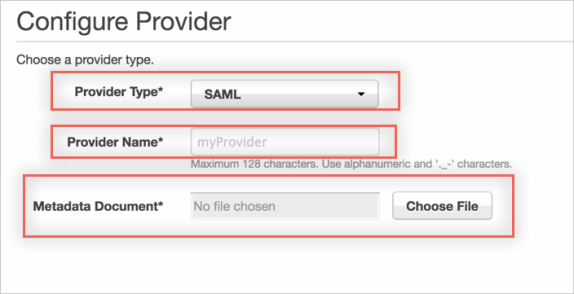 Configure Provider
Choose a provider type.
Provider Type* SAML
Provider Name* myProvider
Maximum 128 characters. Use alphanumeric and '._-' characters.
Metadata Document* No file chosen Choose File